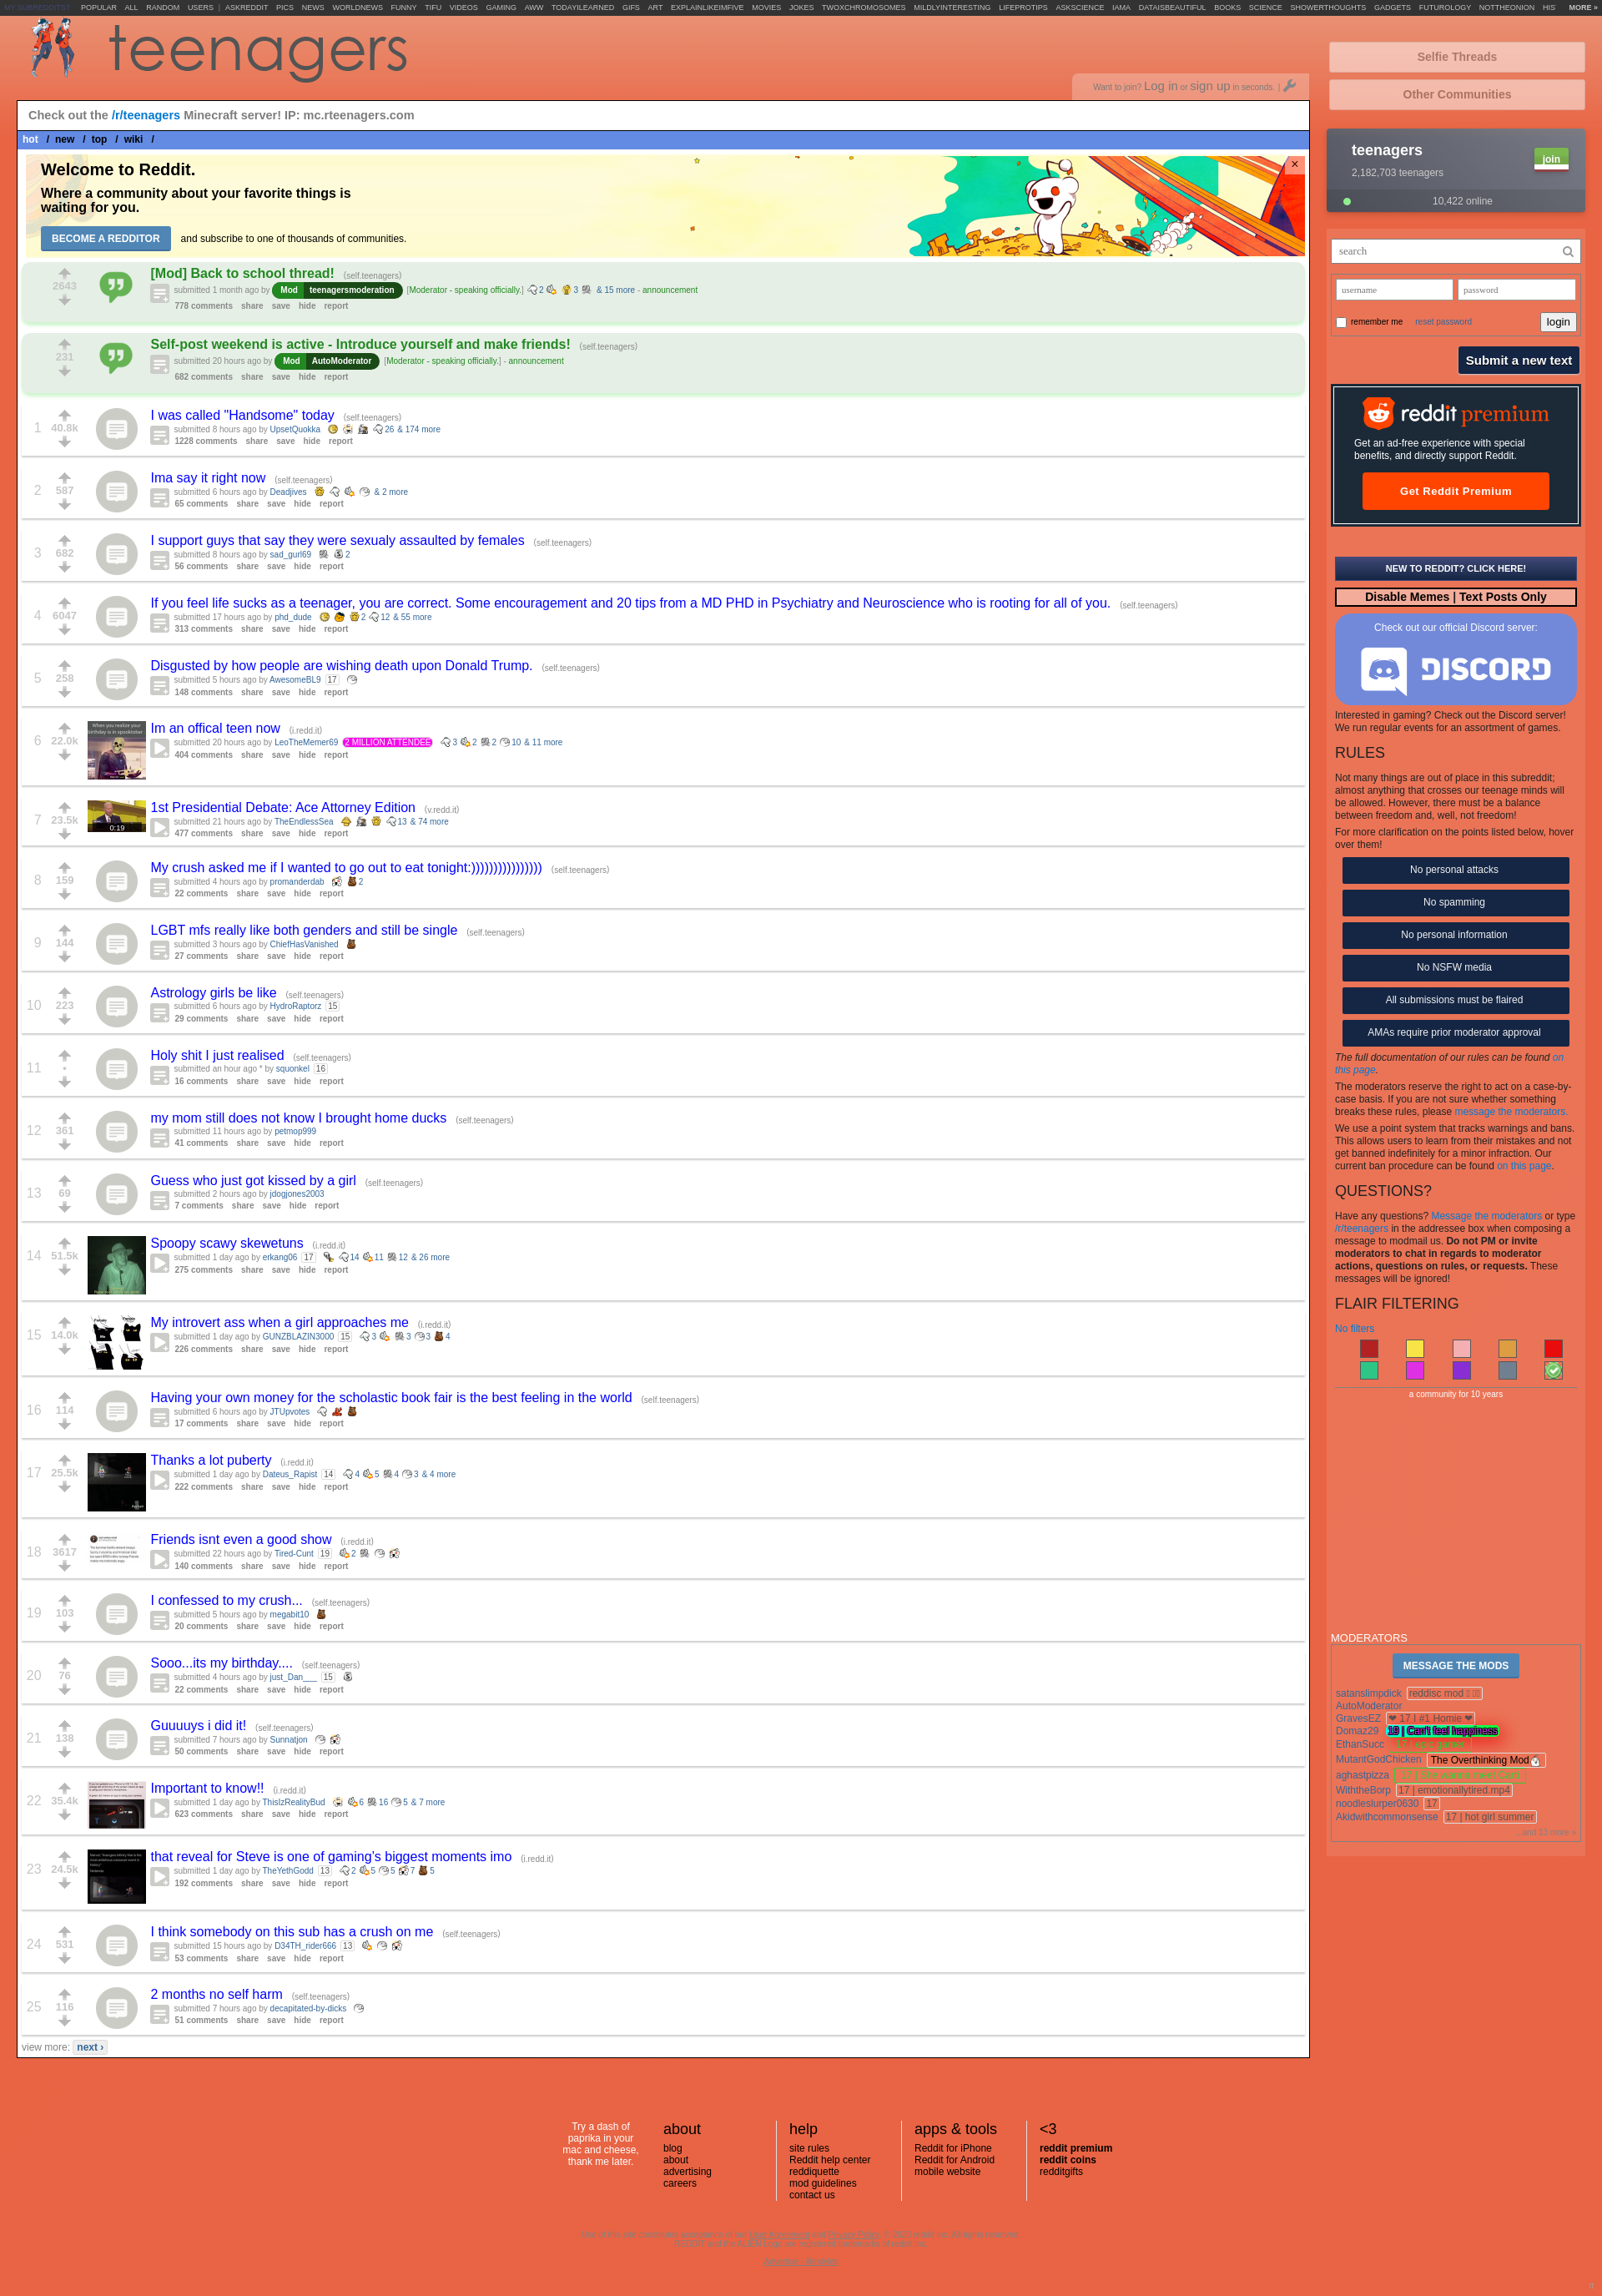 MY SUBREDDITS POPULAR ALL RANDOM USERS | ASKREDDIT PICS NEWS WORLDNEWS FUNNY TIFU VIDEOS GAMING AWW TODAYILEARNED GIFS ART EXPLAINLIKEIMFIVE MOVIES JOKES TWOXCHROMOSOMES MILDLYINTERESTING LIFEPROTIPS ASKSCIENCE IAMA DATAISBEAUTIFUL BOOKS SCIENCE SHOWERTHOUGHTS GADGETS FUTUROLOGY NOTTHEONION HIS MORE »
teenagers
Want to join? Log in or sign up in seconds. |
Check out the /r/teenagers Minecraft server! IP: mc.rteenagers.com
hot / new / top / wiki /
Welcome to Reddit.
Where a community about your favorite things is
waiting for you.
BECOME A REDDITOR and subscribe to one of thousands of communities.
×
2643
[Mod] Back to school thread! (self.teenagers)
submitted 1 month ago by Mod teenagersmoderation [Moderator - speaking officially.] 2 3 & 15 more - announcement
778 comments share save hide report
231
Self-post weekend is active - Introduce yourself and make friends! (self.teenagers)
submitted 20 hours ago by Mod AutoModerator [Moderator - speaking officially.] - announcement
682 comments share save hide report
1 40.8k
I was called "Handsome" today (self.teenagers)
submitted 8 hours ago by UpsetQuokka 26 & 174 more
1228 comments share save hide report
2 587
Ima say it right now (self.teenagers)
submitted 6 hours ago by Deadjives & 2 more
65 comments share save hide report
3 682
I support guys that say they were sexualy assaulted by females (self.teenagers)
submitted 8 hours ago by sad_gurl69 2
56 comments share save hide report
4 6047
If you feel life sucks as a teenager, you are correct. Some encouragement and 20 tips from a MD PHD in Psychiatry and Neuroscience who is rooting for all of you. (self.teenagers)
submitted 17 hours ago by phd_dude 2 12 & 55 more
313 comments share save hide report
5 258
Disgusted by how people are wishing death upon Donald Trump. (self.teenagers)
submitted 5 hours ago by AwesomeBL9 17
148 comments share save hide report
6 22.0k
When you realize your birthday is in spooktober
Im an offical teen now (i.redd.it)
submitted 20 hours ago by LeoTheMemer69 2 MILLION ATTENDEE 3 2 2 10 & 11 more
404 comments share save hide report
7 23.5k
0:19
1st Presidential Debate: Ace Attorney Edition (v.redd.it)
submitted 21 hours ago by TheEndlessSea 13 & 74 more
477 comments share save hide report
8 159
My crush asked me if I wanted to go out to eat tonight:)))))))))))))))) (self.teenagers)
submitted 4 hours ago by promanderdab 2
22 comments share save hide report
9 144
LGBT mfs really like both genders and still be single (self.teenagers)
submitted 3 hours ago by ChiefHasVanished
27 comments share save hide report
10 223
Astrology girls be like (self.teenagers)
submitted 6 hours ago by HydroRaptorz 15
29 comments share save hide report
11 •
Holy shit I just realised (self.teenagers)
submitted an hour ago * by squonkel 16
16 comments share save hide report
12 361
my mom still does not know I brought home ducks (self.teenagers)
submitted 11 hours ago by petmop999
41 comments share save hide report
13 69
Guess who just got kissed by a girl (self.teenagers)
submitted 2 hours ago by jdogjones2003
7 comments share save hide report
14 51.5k
Spoopy scawy skewetuns (i.redd.it)
submitted 1 day ago by erkang06 17 14 11 12 & 26 more
275 comments share save hide report
15 14.0k
My introvert ass when a girl approaches me (i.redd.it)
submitted 1 day ago by GUNZBLAZIN3000 15 3 3 3 4
226 comments share save hide report
16 114
Having your own money for the scholastic book fair is the best feeling in the world (self.teenagers)
submitted 6 hours ago by JTUpvotes
17 comments share save hide report
17 25.5k
Thanks a lot puberty (i.redd.it)
submitted 1 day ago by Dateus_Rapist 14 4 5 4 3 & 4 more
222 comments share save hide report
18 3617
Friends isnt even a good show (i.redd.it)
submitted 22 hours ago by Tired-Cunt 19 2
140 comments share save hide report
19 103
I confessed to my crush... (self.teenagers)
submitted 5 hours ago by megabit10
20 comments share save hide report
20 76
Sooo...its my birthday.... (self.teenagers)
submitted 4 hours ago by just_Dan___ 15
22 comments share save hide report
21 138
Guuuuys i did it! (self.teenagers)
submitted 7 hours ago by Sunnatjon
50 comments share save hide report
22 35.4k
Important to know!! (i.redd.it)
submitted 1 day ago by ThisIzRealityBud 6 16 5 & 7 more
623 comments share save hide report
23 24.5k
that reveal for Steve is one of gaming's biggest moments imo (i.redd.it)
submitted 1 day ago by TheYethGodd 13 2 5 5 7 5
192 comments share save hide report
24 531
I think somebody on this sub has a crush on me (self.teenagers)
submitted 15 hours ago by D34TH_rider666 13
53 comments share save hide report
25 116
2 months no self harm (self.teenagers)
submitted 7 hours ago by decapitated-by-dicks
51 comments share save hide report
view more: next ›
Selfie Threads
Other Communities
teenagers
join
2,182,703 teenagers
10,422 online
search
username password
remember me reset password login
Submit a new text
reddit premium
Get an ad-free experience with special
benefits, and directly support Reddit.
Get Reddit Premium
NEW TO REDDIT? CLICK HERE!
Disable Memes | Text Posts Only
Check out our official Discord server:
DISCORD
Interested in gaming? Check out the Discord server!
We run regular events for an assortment of games.
RULES
Not many things are out of place in this subreddit;
almost anything that crosses our teenage minds will
be allowed. However, there must be a balance
between freedom and, well, not freedom!
For more clarification on the points listed below, hover
over them!
No personal attacks
No spamming
No personal information
No NSFW media
All submissions must be flaired
AMAs require prior moderator approval
The full documentation of our rules can be found on
this page.
The moderators reserve the right to act on a case-by-
case basis. If you are not sure whether something
breaks these rules, please message the moderators.
We use a point system that tracks warnings and bans.
This allows users to learn from their mistakes and not
get banned indefinitely for a minor infraction. Our
current ban procedure can be found on this page.
QUESTIONS?
Have any questions? Message the moderators or type
/r/teenagers in the addressee box when composing a
message to modmail us. Do not PM or invite
moderators to chat in regards to moderator
actions, questions on rules, or requests. These
messages will be ignored!
FLAIR FILTERING
No filters
a community for 10 years
MODERATORS
MESSAGE THE MODS
satanslimpdick reddisc mod
AutoModerator
GravesEZ ❤ 17 I #1 Homie ❤
Domaz29 19 | Can't feel happiness
EthanSucc
MutantGodChicken The Overthinking Mod
aghastpizza
WiththeBorp 17 | emotionallytired.mp4
noodleslurper0630 17
Akidwithcommonsense 17 | hot girl summer
and 13 more »
Try a dash of
paprika in your
mac and cheese,
thank me later.
about
blog
about
advertising
careers
help
site rules
Reddit help center
reddiquette
mod guidelines
contact us
apps & tools
Reddit for iPhone
Reddit for Android
mobile website
<3
reddit premium
reddit coins
redditgifts
π